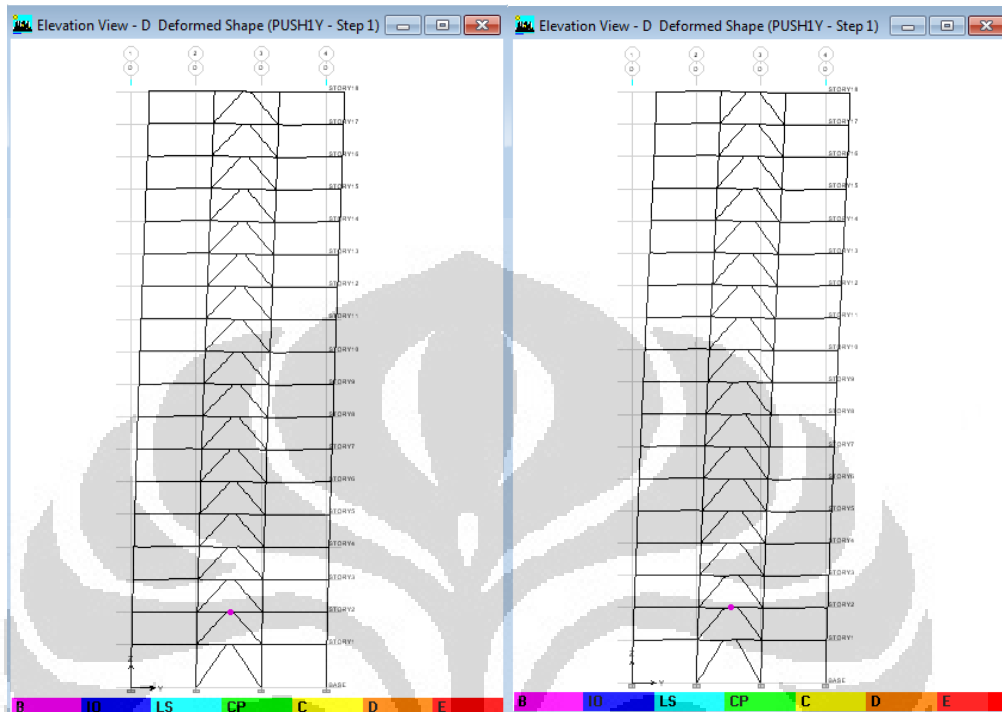 Elevation View - D Deformed Shape (PUSH1Y - Step 1)
1 2 3 4
D D D D
STORY18
STORY17
STORY16
STORY15
STORY14
STORY13
STORY12
STORY11
STORY10
STORY9
STORY8
STORY7
STORY6
STORY5
STORY4
STORY3
STORY2
STORY1
Z
Y
BASE
B IO LS CP C D E
Elevation View - D Deformed Shape (PUSH1Y - Step 1)
1 2 3 4
D D D D
STORY18
STORY17
STORY16
STORY15
STORY14
STORY13
STORY12
STORY11
STORY10
STORY9
STORY8
STORY7
STORY6
STORY5
STORY4
STORY3
STORY2
STORY1
Z
Y
BASE
B IO LS CP C D E